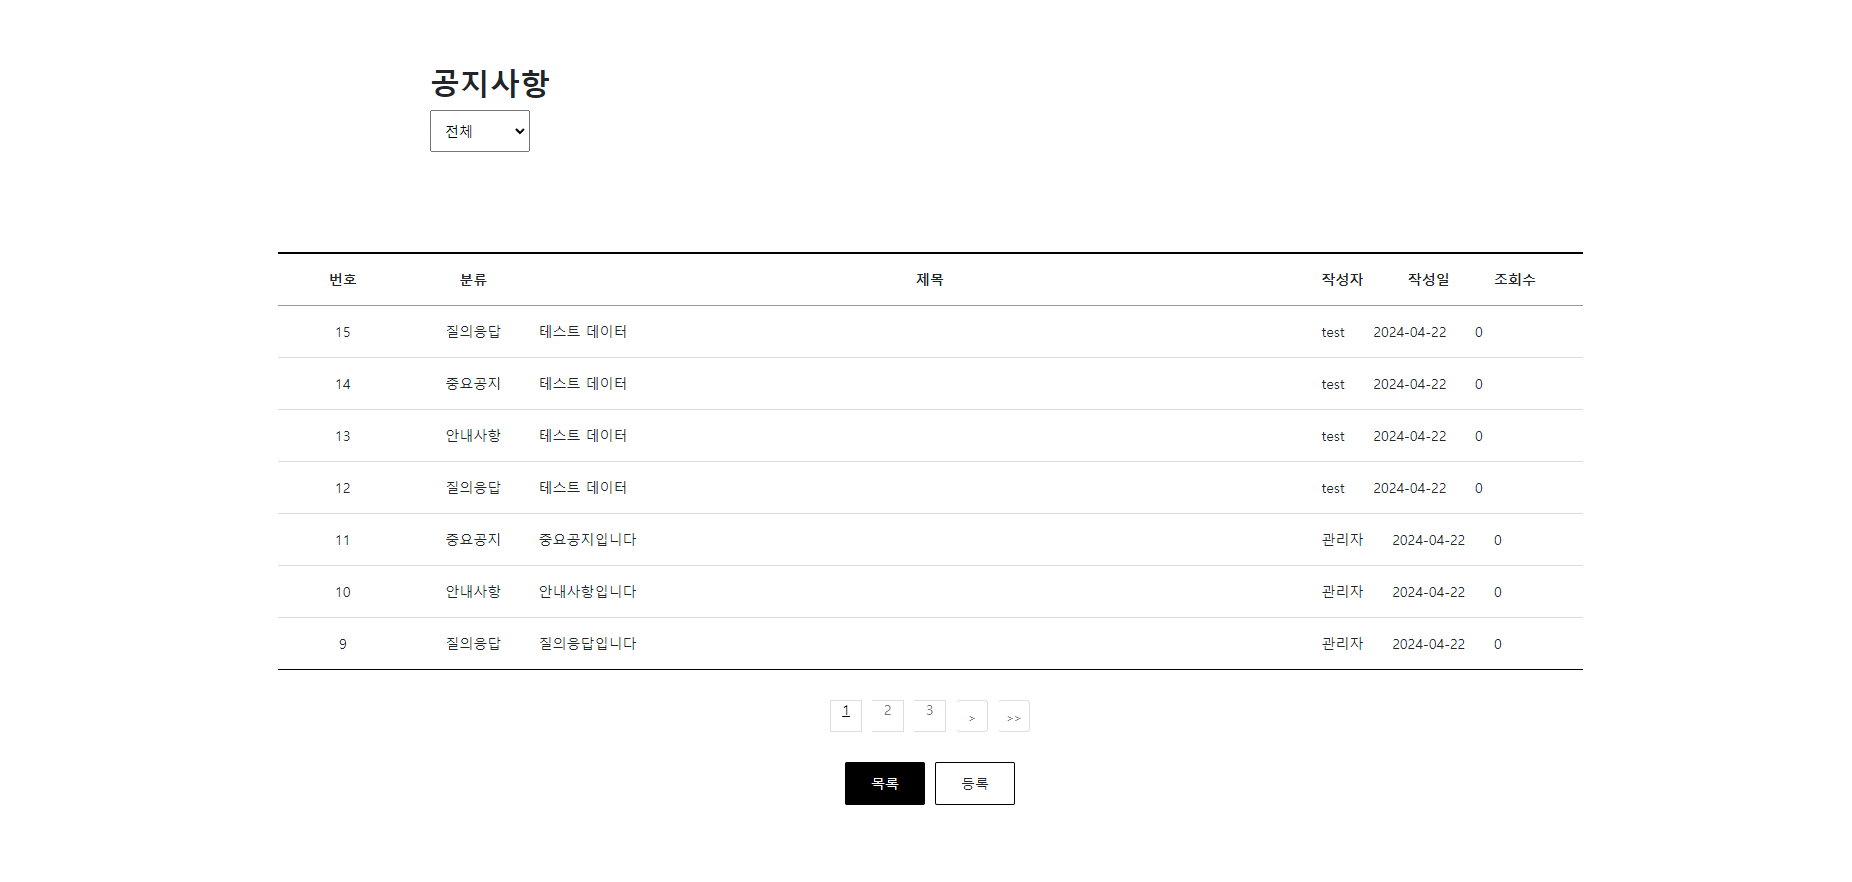 공지사항
전체
번호 분류 제목 작성자 작성일 조회수
15 질의응답 테스트 데이터 test 2024-04-22 0
14 중요공지 테스트 데이터 test 2024-04-22 0
13 안내사항 테스트 데이터 test 2024-04-22 0
12 질의응답 테스트 데이터 test 2024-04-22 0
11 중요공지 중요공지입니다 관리자 2024-04-22 0
10 안내사항 안내사항입니다 관리자 2024-04-22 0
9 질의응답 질의응답입니다 관리자 2024-04-22 0
1 2 3 > >>
목록 등록